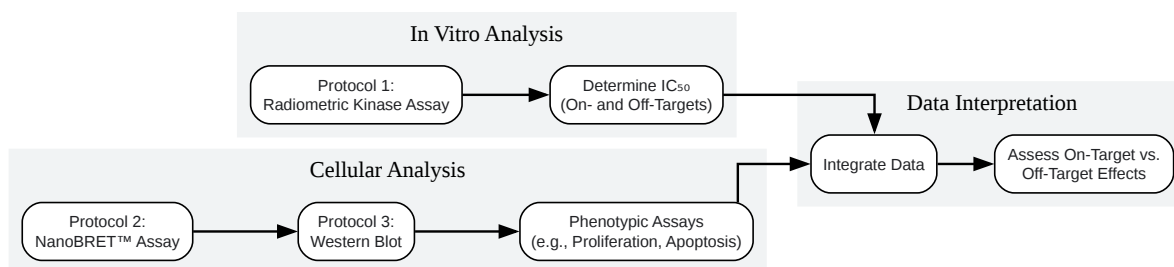 In Vitro Analysis
Protocol 1:
Radiometric Kinase Assay
Determine IC₅₀
(On- and Off-Targets)
Data Interpretation
Integrate Data
Assess On-Target vs.
Off-Target Effects
Cellular Analysis
Protocol 2:
NanoBRET™ Assay
Protocol 3:
Western Blot
Phenotypic Assays
(e.g., Proliferation, Apoptosis)